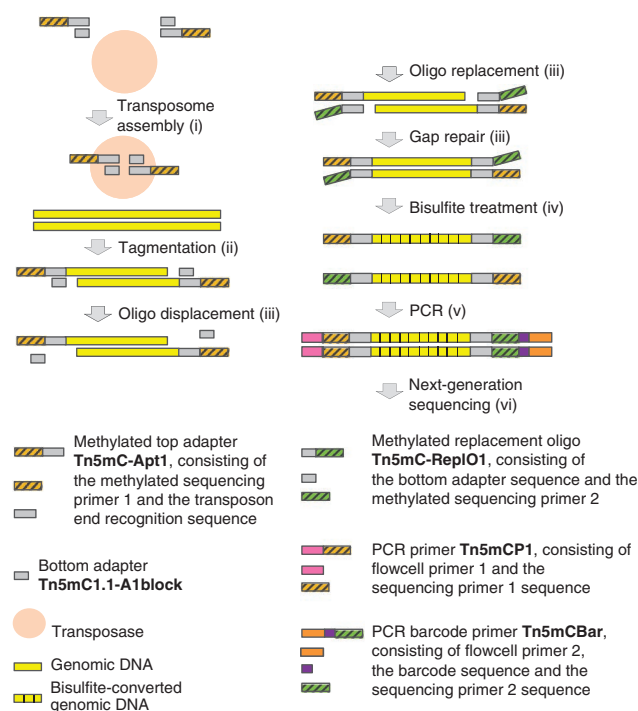 Transposome
assembly (i)
Tagmentation (ii)
Oligo displacement (iii)
Oligo replacement (iii)
Gap repair (iii)
Bisulfite treatment (iv)
PCR (v)
Next-generation
sequencing (vi)
Methylated top adapter
Tn5mC-Apt1, consisting of
the methylated sequencing
primer 1 and the transposon
end recognition sequence
Bottom adapter
Tn5mC1.1-A1block
Transposase
Genomic DNA
Bisulfite-converted
genomic DNA
Methylated replacement oligo
Tn5mC-ReplO1, consisting of
the bottom adapter sequence and the
methylated sequencing primer 2
PCR primer Tn5mCP1, consisting of
flowcell primer 1 and the
sequencing primer 1 sequence
PCR barcode primer Tn5mCBar,
consisting of flowcell primer 2,
the barcode sequence and the
sequencing primer 2 sequence